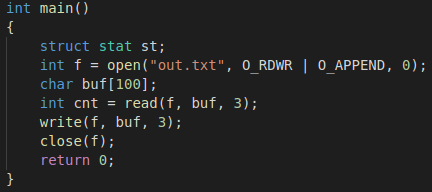 int main()
{
    struct stat st;
    int f = open("out.txt", O_RDWR | O_APPEND, 0);
    char buf[100];
    int cnt = read(f, buf, 3);
    write(f, buf, 3);
    close(f);
    return 0;
}